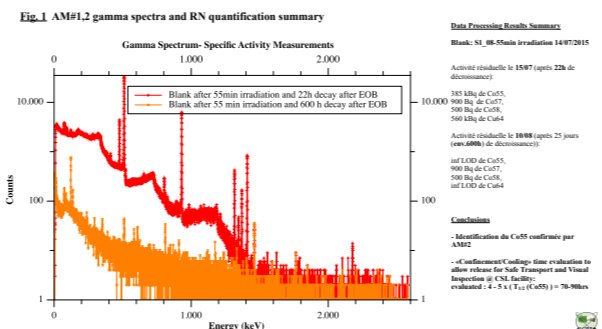 Fig. 1 AM#1,2 gamma spectra and RN quantification summary
Gamma Spectrum- Specific Activity Measurements
0 1.000 2.000
Blank after 55min irradiation and 22h decay after EOB
Blank after 55 min irradiation and 600 h decay after EOB
10.000 10.000
100 100
1 1
Counts
0 1.000 2.000
Energy (keV)
Data Processing Results Summary
Blank: S1_08-55min irradiation 14/07/2015
Activité résiduelle le 15/07 (après 22h de
décroissance):
385 kBq de Co55,
900 Bq de Co57,
500 Bq de Co58,
560 kBq de Cu64
Activité résiduelle le 10/08 (après 25 jours
(env.600h) de décroissance)):
inf LOD de Co55,
900 Bq de Co57,
500 Bq de Co58,
inf LOD de Cu64
Conclusions
- Identification du Co55 confirmée par
AM#2
- «Confinement/Cooling» time evaluation to
allow release for Safe Transport and Visual
Inspection @ CSL facility:
evaluated : 4 - 5 x ( T1/2 (Co55) ) = 70-90hrs